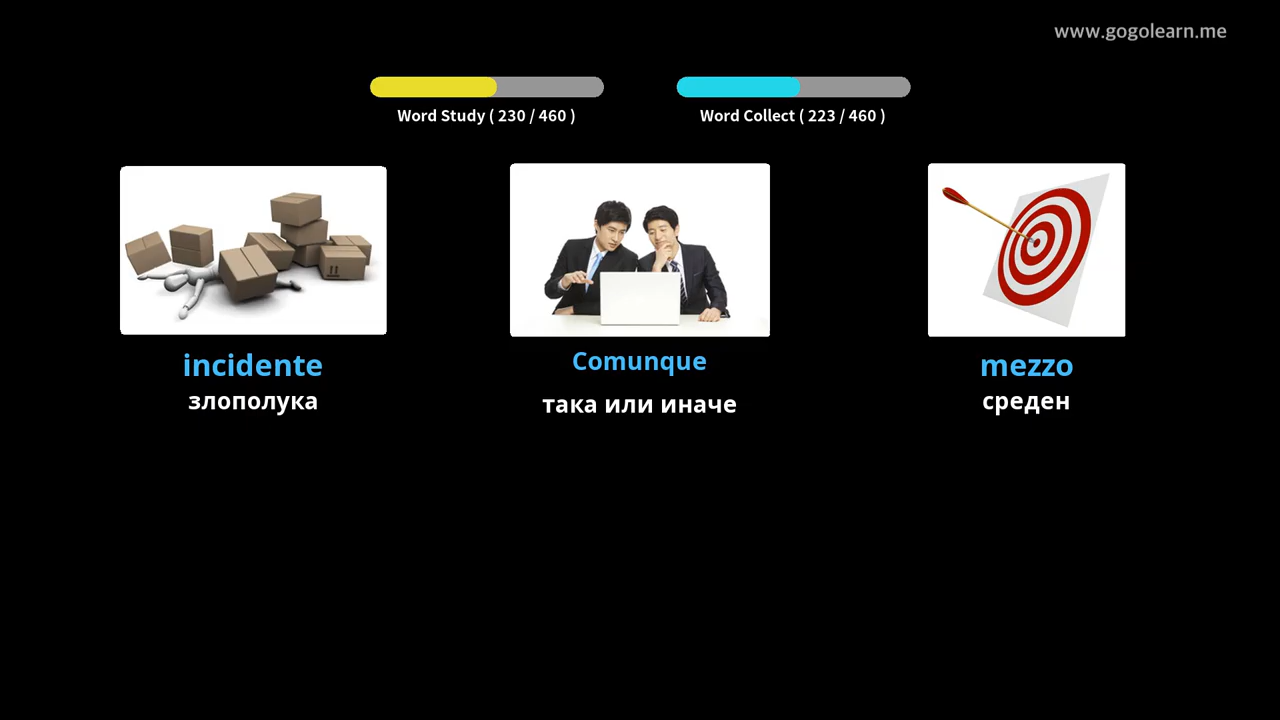 www.gogolearn.me
Word Study ( 230 / 460 )
Word Collect ( 223 / 460 )
incidente
злополука
Comunque
така или иначе
mezzo
среден